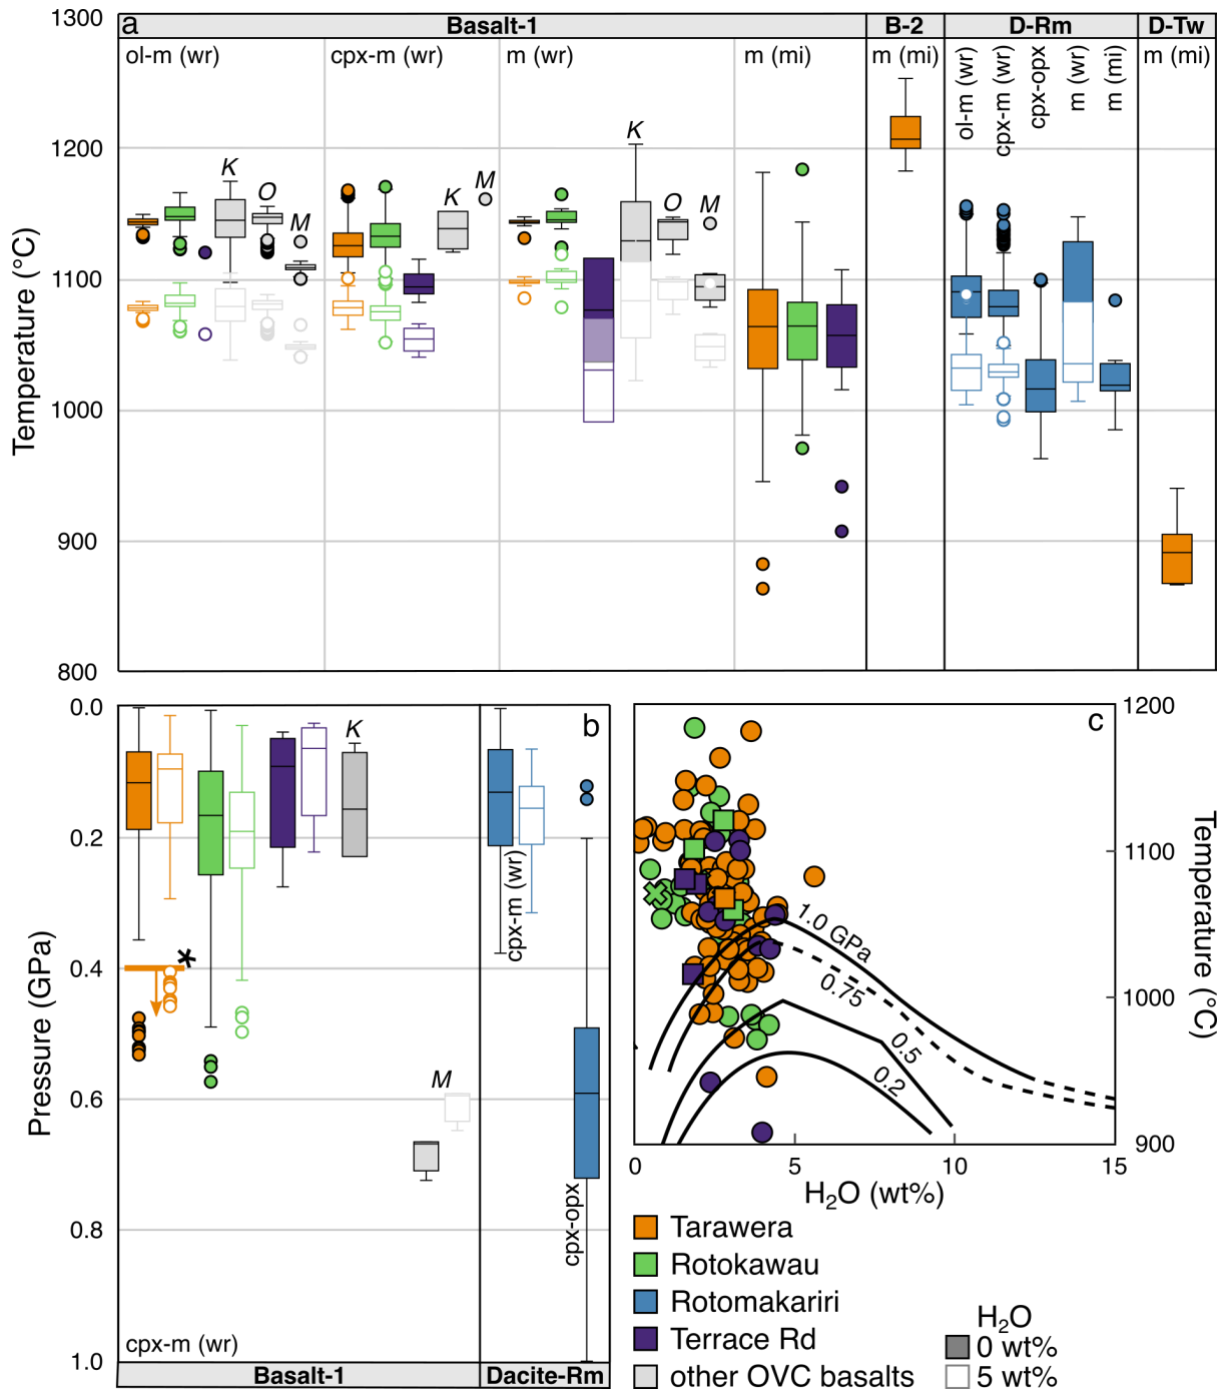 a
Basalt-1
B-2
D-Rm
D-Tw
ol-m (wr)
cpx-m (wr)
m (wr)
m (mi)
m (mi)
ol-m (wr)
cpx-m (wr)
cpx-opx
m (wr)
m (mi)
m (mi)
Temperature (°C)
1300
1200
1100
1000
900
800
K
O
M
K
M
K
O
M
b
Pressure (GPa)
0.0
0.2
0.4
0.6
0.8
1.0
K
*
M
cpx-m (wr)
cpx-m (wr)
cpx-opx
Basalt-1
Dacite-Rm
c
1200
1100
1000
900
Temperature (°C)
1.0 GPa
0.75
0.5
0.2
0
5
10
15
H₂O (wt%)
Tarawera
Rotokawau
Rotomakariri
Terrace Rd
other OVC basalts
H₂O
0 wt%
5 wt%